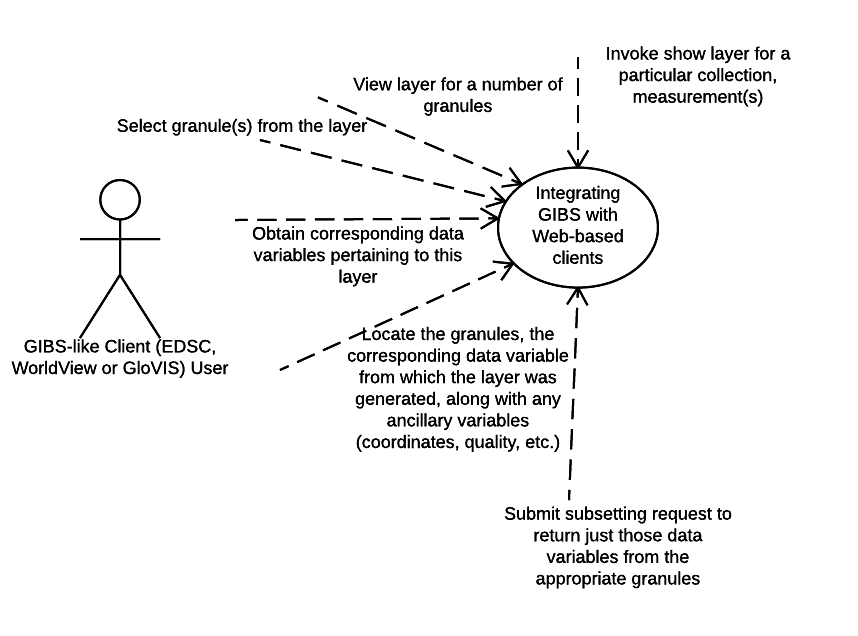 Invoke show layer for a
particular collection,
measurement(s)
View layer for a number of
granules
Select granule(s) from the layer
Integrating
GIBS with
Web-based
clients
Obtain corresponding data
variables pertaining to this
layer
GIBS-like Client (EDSC,
WorldView or GloVIS) User
Locate the granules, the
corresponding data variable
from which the layer was
generated, along with any
ancillary variables
(coordinates, quality, etc.)
Submit subsetting request to
return just those data
variables from the
appropriate granules